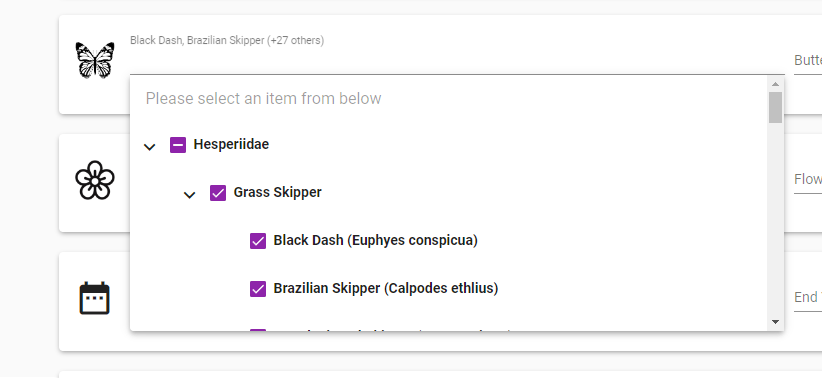 Black Dash, Brazilian Skipper (+27 others)
Please select an item from below
Hesperiidae
Grass Skipper
Black Dash (Euphyes conspicua)
Brazilian Skipper (Calpodes ethlius)
Butte
Flow
End